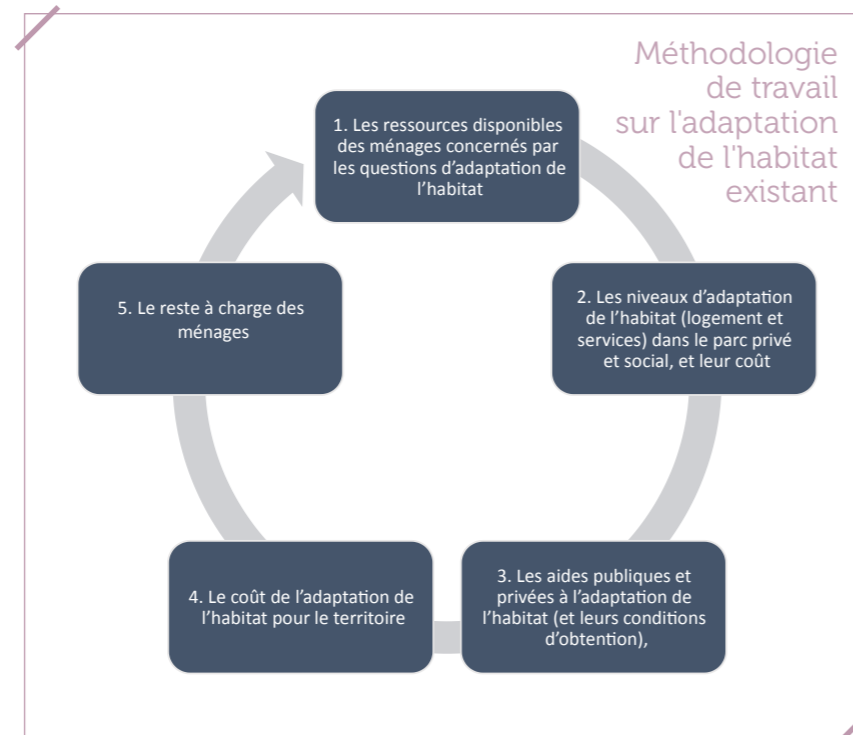 Méthodologie
de travail
sur l'adaptation
de l'habitat
existant
1. Les ressources disponibles
des ménages concernés par
les questions d’adaptation de
l’habitat
2. Les niveaux d’adaptation
de l’habitat (logement et
services) dans le parc privé
et social, et leur coût
3. Les aides publiques et
privées à l’adaptation de
l’habitat (et leurs conditions
d’obtention),
4. Le coût de l’adaptation de
l’habitat pour le territoire
5. Le reste à charge des
ménages